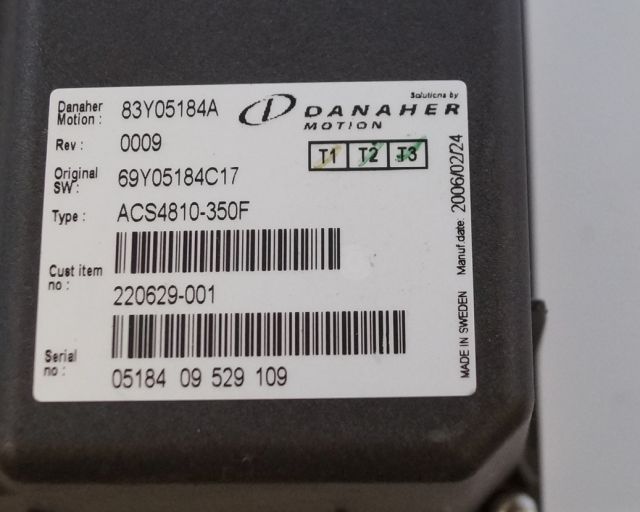 Danaher Motion : 83Y05184A
Solutions by
DANAHER
MOTION
Rev : 0009
T1 T2 T3
Original SW : 69Y05184C17
Type : ACS4810-350F
Cust item no : 220629-001
Serial no : 05184 09 529 109
MADE IN SWEDEN Manuf.date: 2006/02/24